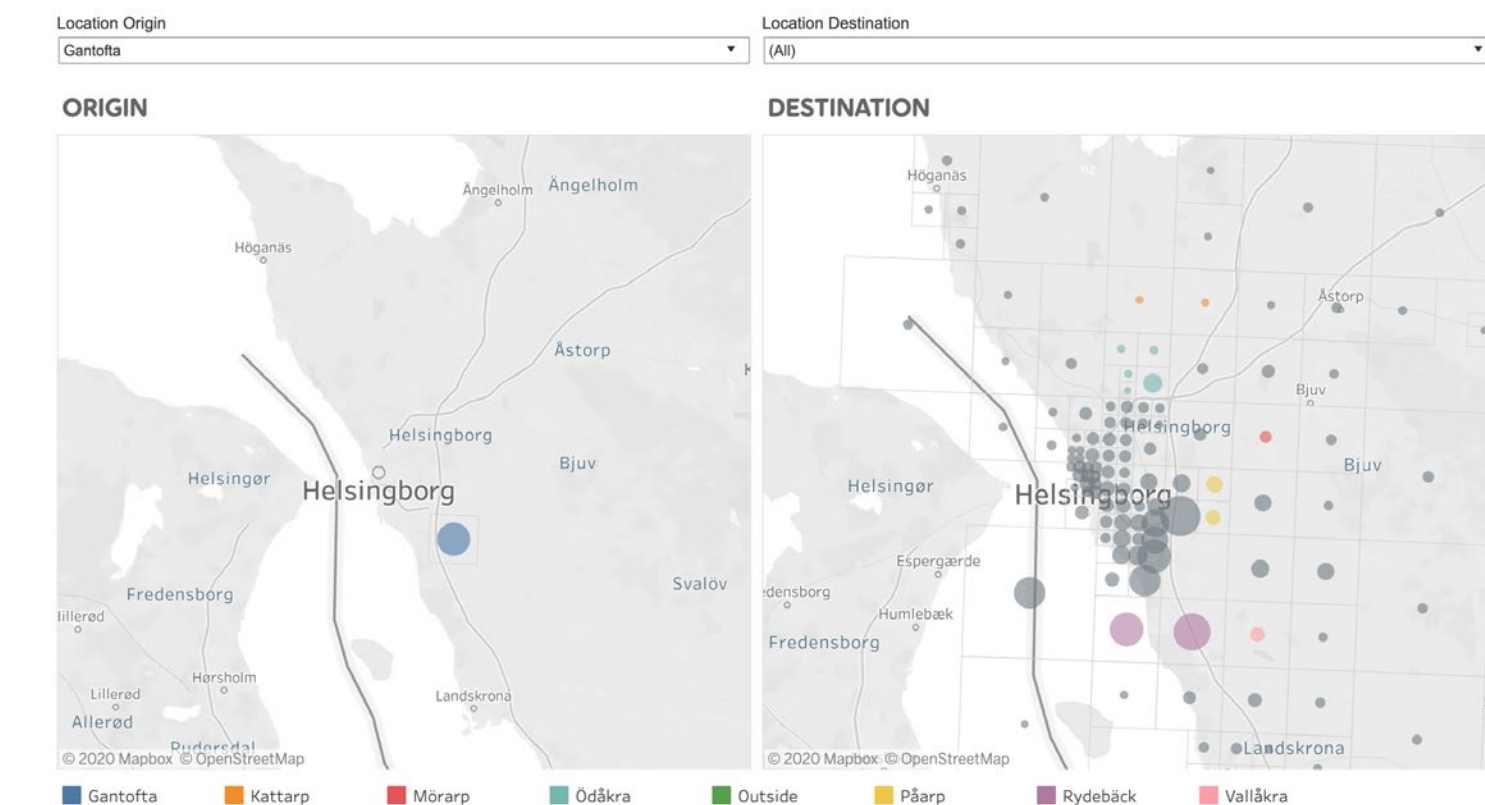 Location Origin
Gantofta
Location Destination
(All)
ORIGIN
DESTINATION
Ängelholm
Ängelholm
Höganäs
Åstorp
Helsingborg
Bjuv
Helsingør
Helsingborg
Svalöv
Fredensborg
Hørsholm
Lillerød
Allerød
Landskrona
Rudersdal
© 2020 Mapbox © OpenStreetMap
112
Höganäs
Åstorp
Bjuv
Helsingborg
Bjuv
Helsingør
Helsingborg
Espergærde
Humlebæk
Fredensborg
Landskrona
© 2020 Mapbox © OpenStreetMap
Gantofta
Kattarp
Mörarp
Ödåkra
Outside
Påarp
Rydebäck
Vallåkra